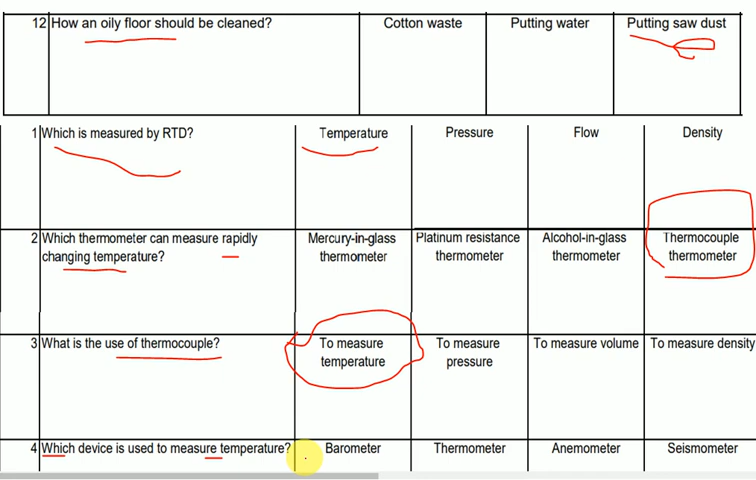 12 How an oily floor should be cleaned? Cotton waste Putting water Putting saw dust
1 Which is measured by RTD? Temperature Pressure Flow Density
2 Which thermometer can measure rapidly
changing temperature?
Mercury-in-glass
thermometer
Platinum resistance
thermometer
Alcohol-in-glass
thermometer
Thermocouple
thermometer
3 What is the use of thermocouple?
To measure
temperature
To measure
pressure
To measure volume
To measure density
4 Which device is used to measure temperature? Barometer Thermometer Anemometer Seismometer